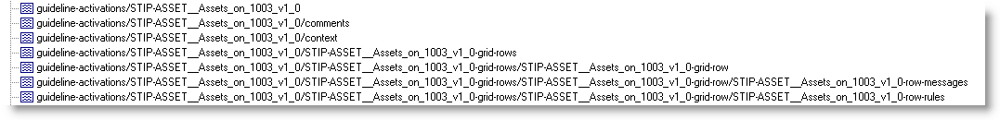 guideline-activations/STIP-ASSET__Assets_on_1003_v1_0
guideline-activations/STIP-ASSET__Assets_on_1003_v1_0/comments
guideline-activations/STIP-ASSET__Assets_on_1003_v1_0/context
guideline-activations/STIP-ASSET__Assets_on_1003_v1_0/STIP-ASSET__Assets_on_1003_v1_0-grid-rows
guideline-activations/STIP-ASSET__Assets_on_1003_v1_0/STIP-ASSET__Assets_on_1003_v1_0-grid-rows/STIP-ASSET__Assets_on_1003_v1_0-grid-row
guideline-activations/STIP-ASSET__Assets_on_1003_v1_0/STIP-ASSET__Assets_on_1003_v1_0-grid-rows/STIP-ASSET__Assets_on_1003_v1_0-grid-row/STIP-ASSET__Assets_on_1003_v1_0-row-messages
guideline-activations/STIP-ASSET__Assets_on_1003_v1_0/STIP-ASSET__Assets_on_1003_v1_0-grid-rows/STIP-ASSET__Assets_on_1003_v1_0-grid-row/STIP-ASSET__Assets_on_1003_v1_0-row-rules